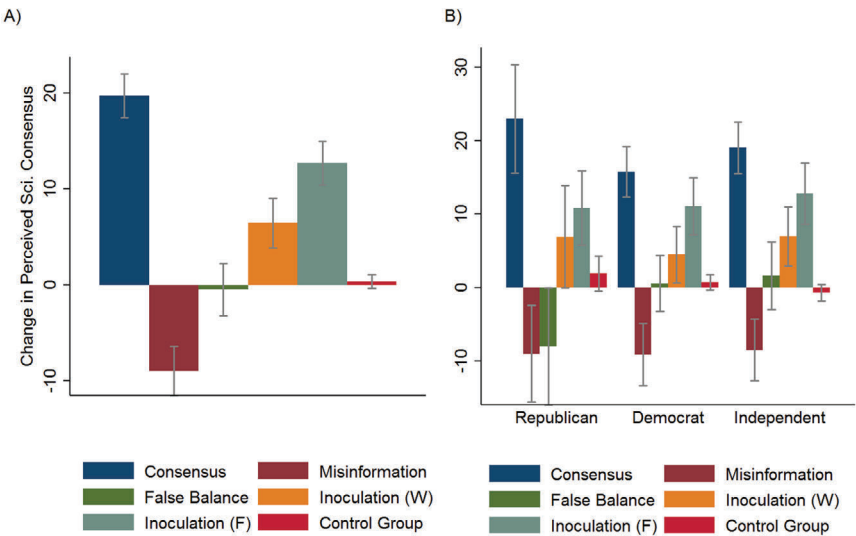 A)
Change in Perceived Sci. Consensus
20
10
0
-10
Consensus
Misinformation
False Balance
Inoculation (W)
Inoculation (F)
Control Group
B)
30
20
10
0
-10
Republican Democrat Independent
Consensus
Misinformation
False Balance
Inoculation (W)
Inoculation (F)
Control Group